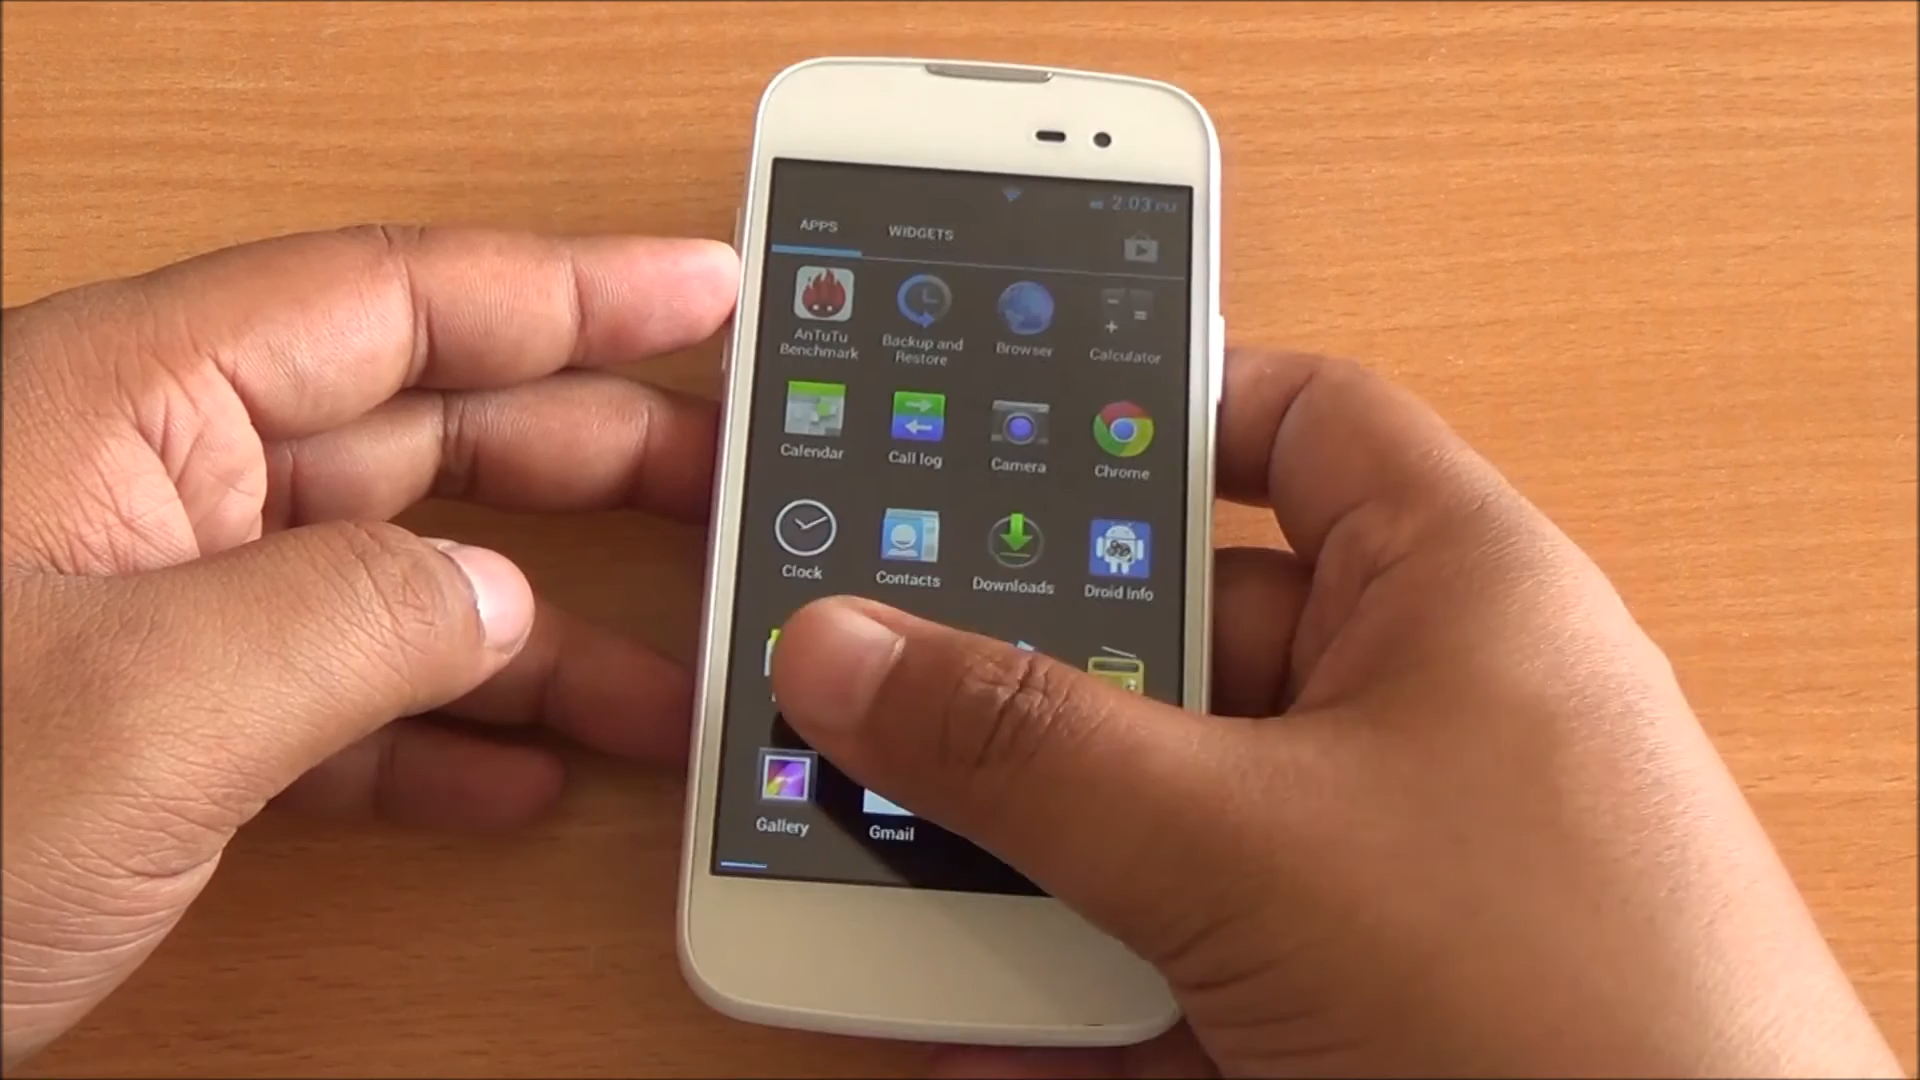 2:03 PM
APPS WIDGETS
AnTuTu
Benchmark
Backup and
Restore
Browser
Calculator
Calendar
Call log
Camera
Chrome
Clock
Contacts
Downloads
Droid Info
Gallery
Gmail